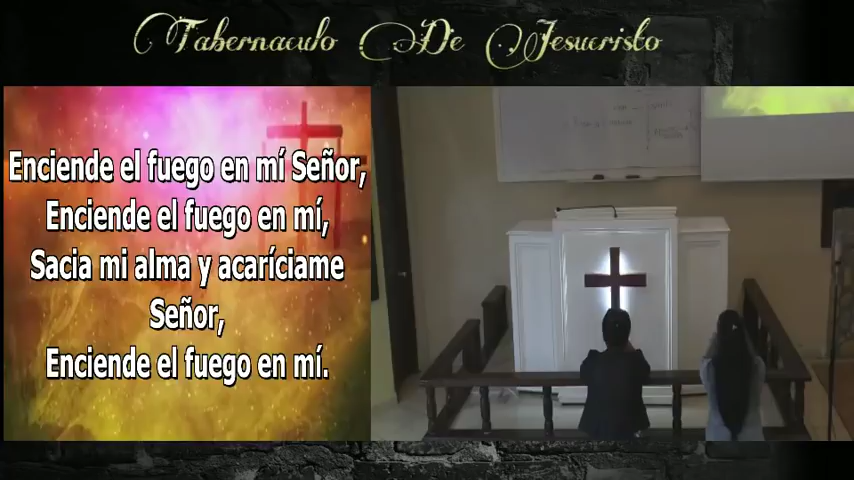 Tabernaculo De Jesucristo
Enciende el fuego en mí Señor,
Enciende el fuego en mí,
Sacia mi alma y acaríciame
Señor,
Enciende el fuego en mí.